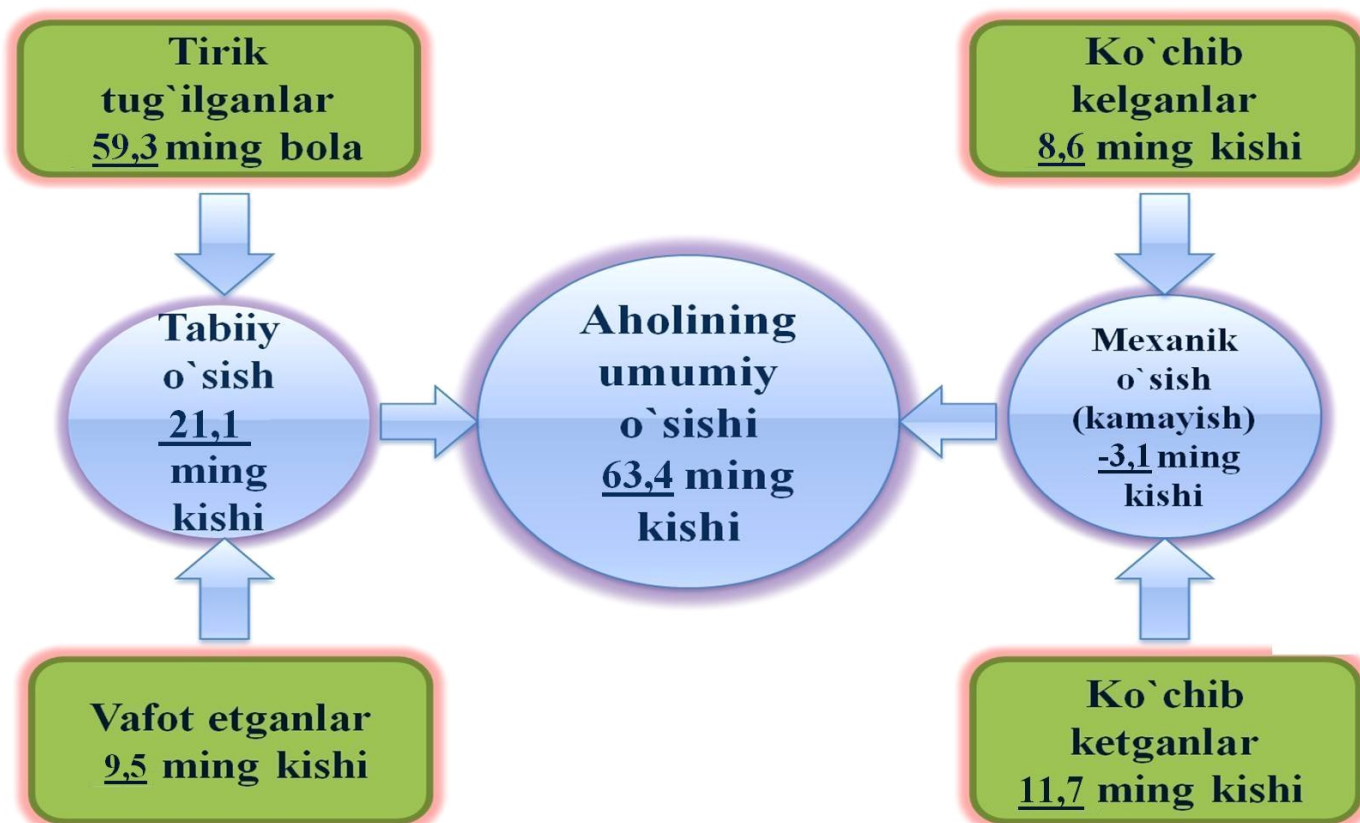 Tirik
tug`ilganlar
59,3 ming bola
Ko`chib
kelganlar
8,6 ming kishi
Tabiiy
o`sish
21,1
ming
kishi
Aholining
umumiy
o`sishi
63,4 ming
kishi
Mexanik
o`sish
(kamayish)
-3,1 ming
kishi
Vafot etganlar
9,5 ming kishi
Ko`chib
ketganlar
11,7 ming kishi